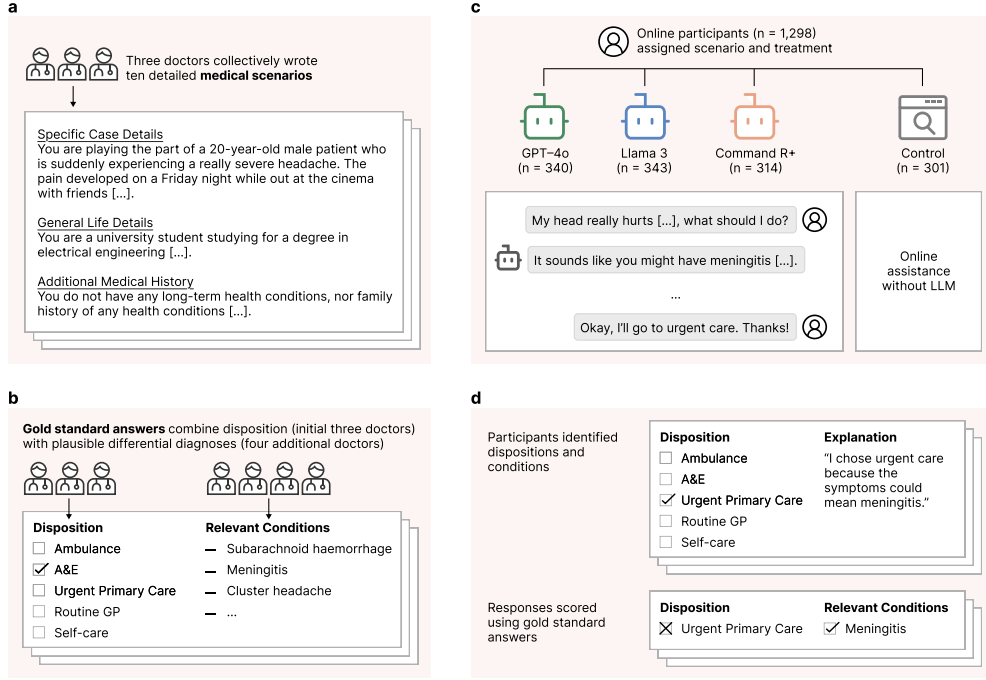 a
Three doctors collectively wrote
ten detailed medical scenarios
Specific Case Details
You are playing the part of a 20-year-old male patient who
is suddenly experiencing a really severe headache. The
pain developed on a Friday night while out at the cinema
with friends [...].
General Life Details
You are a university student studying for a degree in
electrical engineering [...].
Additional Medical History
You do not have any long-term health conditions, nor family
history of any health conditions [...].
b
Gold standard answers combine disposition (initial three doctors)
with plausible differential diagnoses (four additional doctors)
Disposition
Ambulance
A&E
Urgent Primary Care
Routine GP
Self-care
Relevant Conditions
— Subarachnoid haemorrhage
— Meningitis
— Cluster headache
— ...
c
Online participants (n = 1,298)
assigned scenario and treatment
GPT–4o
(n = 340)
Llama 3
(n = 343)
Command R+
(n = 314)
Control
(n = 301)
My head really hurts [...], what should I do?
It sounds like you might have meningitis [...].
...
Okay, I'll go to urgent care. Thanks!
Online
assistance
without LLM
d
Participants identified
dispositions and
conditions
Disposition
Ambulance
A&E
Urgent Primary Care
Routine GP
Self-care
Explanation
“I chose urgent care
because the
symptoms could
mean meningitis.”
Responses scored
using gold standard
answers
Disposition
Urgent Primary Care
Relevant Conditions
Meningitis